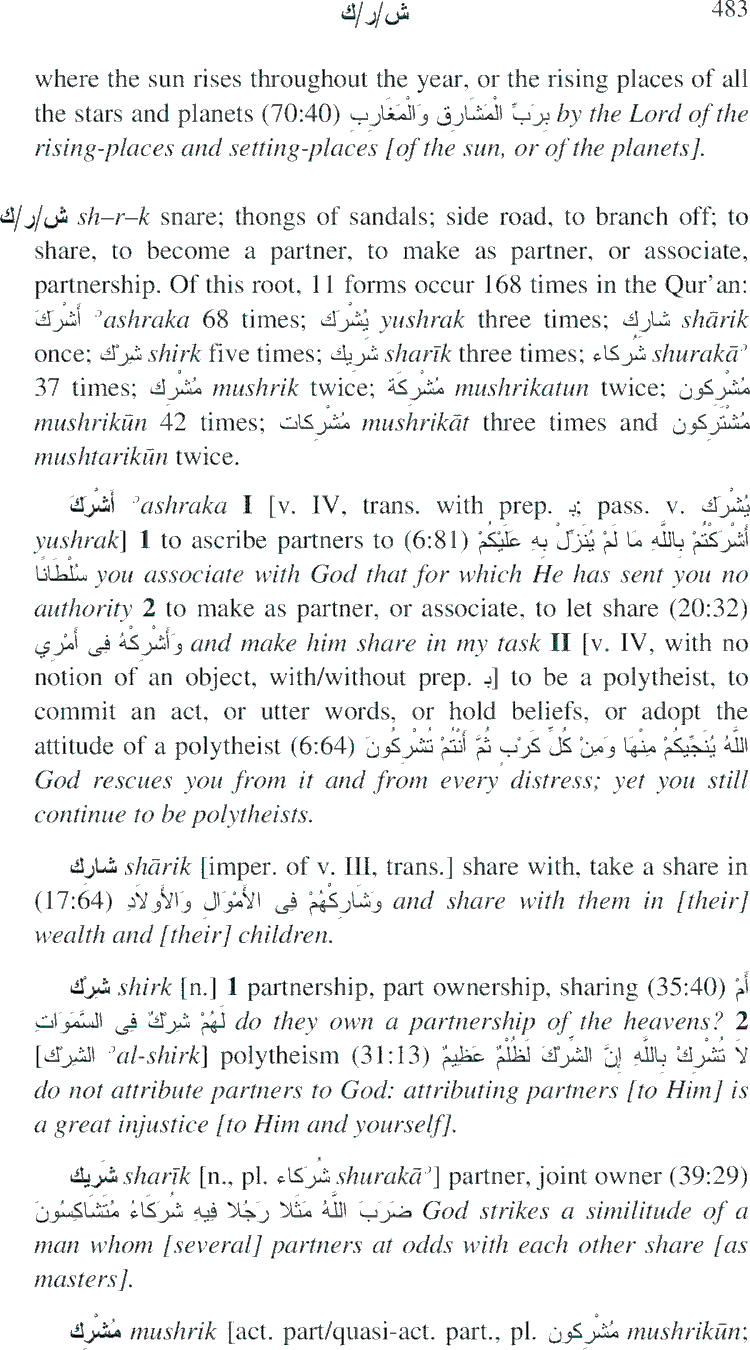 ش/ر/ك 483
where the sun rises throughout the year, or the rising places of all
the stars and planets (70:40) بِرَبِّ الْمَشَارِقِ وَالْمَغَارِبِ by the Lord of the
rising-places and setting-places [of the sun, or of the planets].
ش/ر/ك sh–r–k snare; thongs of sandals; side road, to branch off; to
share, to become a partner, to make as partner, or associate,
partnership. Of this root, 11 forms occur 168 times in the Qur’an:
أَشْرَكَ ʾashraka 68 times; يُشْرَك yushrak three times; شارِك shārik
once; شِرْك shirk five times; شَرِيك sharīk three times; شُرَكاء shurakāʾ
37 times; مُشْرِك mushrik twice; مُشْرِكَة mushrikatun twice; مُشْرِكون
mushrikūn 42 times; مُشْرِكات mushrikāt three times and مُشْتَرِكون
mushtarikūn twice.
أَشْرَكَ ʾashraka I [v. IV, trans. with prep. بـِ; pass. v. يُشْرَك
yushrak] 1 to ascribe partners to (6:81) أَشْرَكْتُمْ بِاللَّهِ مَا لَمْ يُنَزِّلْ بِهِ عَلَيْكُمْ
سُلْطَانًا you associate with God that for which He has sent you no
authority 2 to make as partner, or associate, to let share (20:32)
وَأَشْرِكْهُ فِى أَمْرِي and make him share in my task II [v. IV, with no
notion of an object, with/without prep. بـِ] to be a polytheist, to
commit an act, or utter words, or hold beliefs, or adopt the
attitude of a polytheist (6:64) اللَّهُ يُنَجِّيكُمْ مِنْهَا وَمِنْ كُلِّ كَرْبٍ ثُمَّ أَنْتُمْ تُشْرِكُونَ
God rescues you from it and from every distress; yet you still
continue to be polytheists.
شارِك shārik [imper. of v. III, trans.] share with, take a share in
(17:64) وَشَارِكْهُمْ فِى الأَمْوَالِ وَالأَولَادِ and share with them in [their]
wealth and [their] children.
شِرْك shirk [n.] 1 partnership, part ownership, sharing (35:40) أَمْ
لَهُمْ شِرْكٌ فِى السَّمَوَاتِ do they own a partnership of the heavens? 2
[الشِرْك ʾal-shirk] polytheism (31:13) لَا تُشْرِكْ بِاللَّهِ إِنَّ الشِّرْكَ لَظُلْمٌ عَظِيمٌ
do not attribute partners to God: attributing partners [to Him] is
a great injustice [to Him and yourself].
شَرِيك sharīk [n., pl. شُرَكاء shurakāʾ] partner, joint owner (39:29)
ضَرَبَ اللَّهُ مَثَلًا رَجُلًا فِيهِ شُرَكَاءُ مُتَشَاكِسُونَ God strikes a similitude of a
man whom [several] partners at odds with each other share [as
masters].
مُشْرِك mushrik [act. part/quasi-act. part., pl. مُشْرِكون mushrikūn;